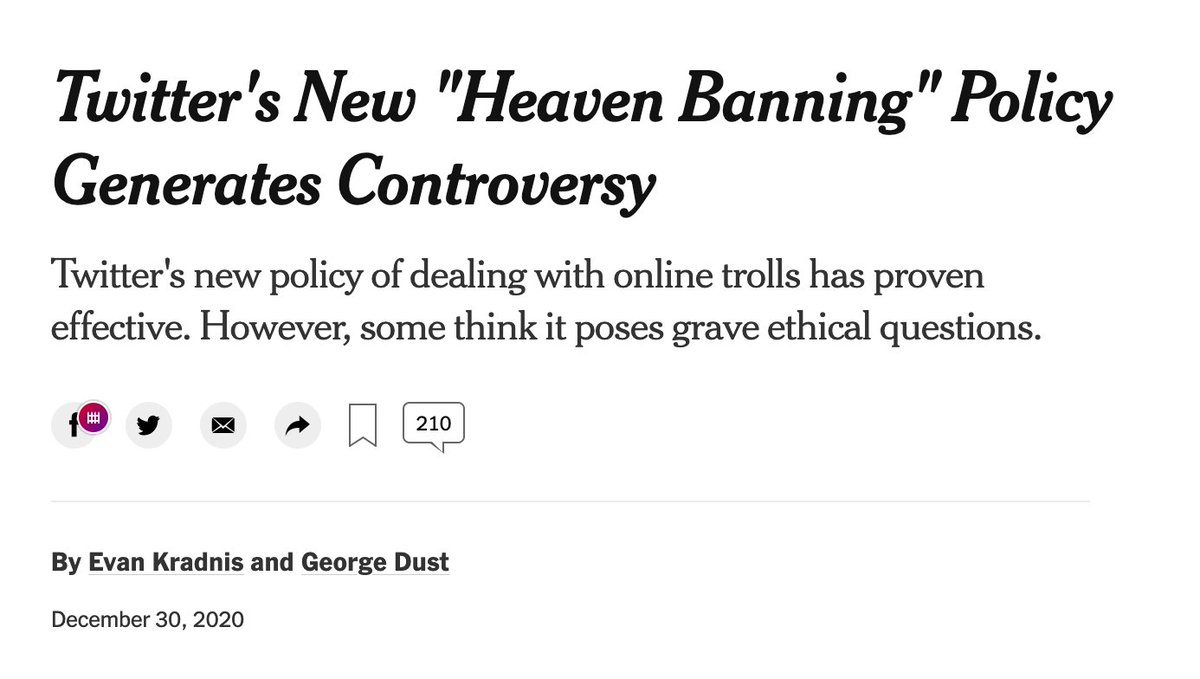 Twitter's New "Heaven Banning" Policy
Generates Controversy
Twitter's new policy of dealing with online trolls has proven
effective. However, some think it poses grave ethical questions.
210
By Evan Kradnis and George Dust
December 30, 2020